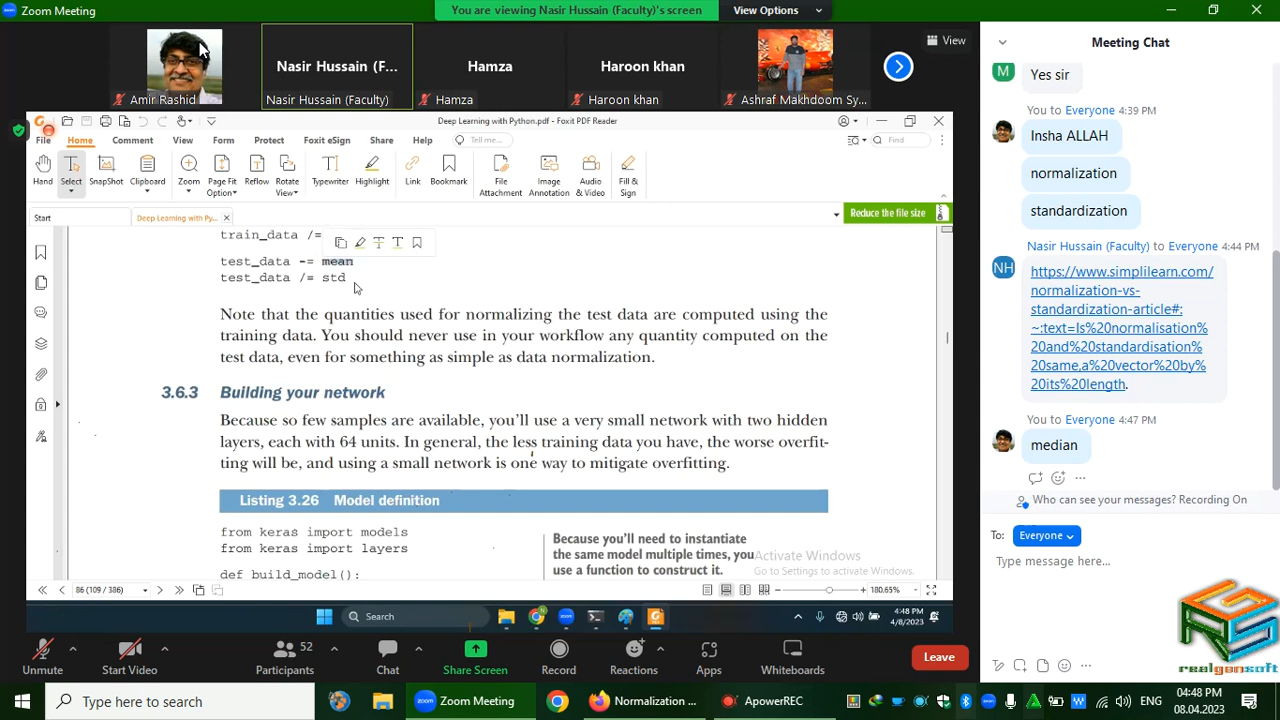 Zoom Meeting
You are viewing Nasir Hussain (Faculty)'s screen
View Options
Nasir Hussain (F...
Hamza
Haroon khan
View
Amir Rashid
Nasir Hussain (Faculty)
Hamza
Haroon khan
Ashraf Makhdoom Sy...
Deep Learning with Python.pdf - Foxit PDF Reader
File
Home
Comment
View
Form
Protect
Foxit eSign
Share
Help
Tell me...
Find
Hand
Select
SnapShot
Clipboard
Zoom
Page Fit Option
Reflow
Rotate View
Typewriter
Highlight
Link
Bookmark
File Attachment
Image Annotation
Audio & Video
Fill & Sign
Start
Deep Learning with Py...
Reduce the file size
train_data /=
test_data -= mean
test_data /= std
Note that the quantities used for normalizing the test data are computed using the
training data. You should never use in your workflow any quantity computed on the
test data, even for something as simple as data normalization.
3.6.3 Building your network
Because so few samples are available, you'll use a very small network with two hidden
layers, each with 64 units. In general, the less training data you have, the worse overfit-
ting will be, and using a small network is one way to mitigate overfitting.
Listing 3.26 Model definition
from keras import models
from keras import layers
def build_model():
Because you'll need to instantiate
the same model multiple times, you
use a function to construct it.
Activate Windows
Go to Settings to activate Windows.
86 (109 / 386)
180.65%
Search
4:48 PM
4/8/2023
Unmute
Start Video
52
Participants
Chat
Share Screen
Record
Reactions
Apps
Whiteboards
Leave
Meeting Chat
M
Yes sir
You to Everyone 4:39 PM
Insha ALLAH
normalization
standardization
Nasir Hussain (Faculty) to Everyone 4:44 PM
NH
https://www.simplilearn.com/
normalization-vs-
standardization-article#:
~:text=Is%20normalisation%
20and%20standardisation%
20same,a%20vector%20by%
20its%20length.
You to Everyone 4:47 PM
median
Who can see your messages? Recording On
To: Everyone
Type message here...
realgunsoft
Type here to search
Zoom Meeting
Normalization ...
ApowerREC
ENG
04:48 PM
08.04.2023